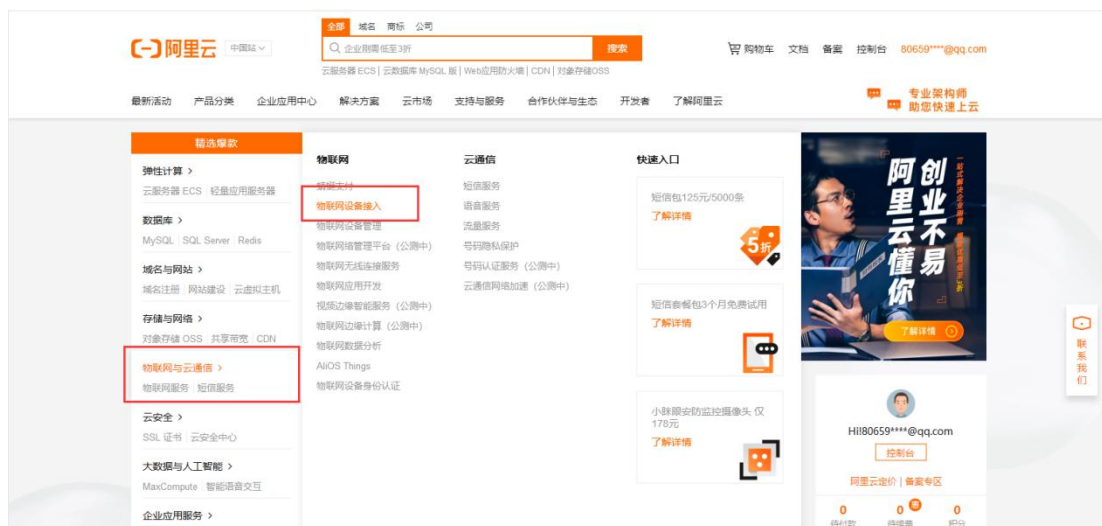 全部 域名 商标 公司
阿里云 中国站
企业刚需低至3折 搜索
购物车 文档 备案 控制台 80659****@qq.com
云服务器 ECS | 云数据库 MySQL 版 | Web应用防火墙 | CDN | 对象存储OSS
最新活动 产品分类 企业应用中心 解决方案 云市场 支持与服务 合作伙伴与生态 开发者 了解阿里云
专业架构师
助您快速上云
精选爆款
弹性计算 >
云服务器 ECS 轻量应用服务器
数据库 >
MySQL SQL Server Redis
域名与网站 >
域名注册 网站建设 云虚拟主机
存储与网络 >
对象存储 OSS 共享带宽 CDN
物联网与云通信 >
物联网服务 短信服务
云安全 >
SSL 证书 云安全中心
大数据与人工智能 >
MaxCompute 智能语音交互
企业应用服务 >
物联网
蜻蜓支付
物联网设备接入
物联网设备管理
物联网络管理平台 (公测中)
物联网无线连接服务
物联网应用开发
视频边缘智能服务 (公测中)
物联网边缘计算 (公测中)
物联网数据分析
AliOS Things
物联网设备身份认证
云通信
短信服务
语音服务
流量服务
号码隐私保护
号码认证服务 (公测中)
云通信网络加速 (公测中)
快速入口
短信包125元/5000条
了解详情
5折
短信套餐包3个月免费试用
了解详情
小眯眼安防监控摄像头 仅
178元
了解详情
创业不易
阿里云懂你
了解详情
联系我们
Hi!80659****@qq.com
控制台
阿里云定价 | 备案专区
0 0 惠 0
待付款 待续费 积分